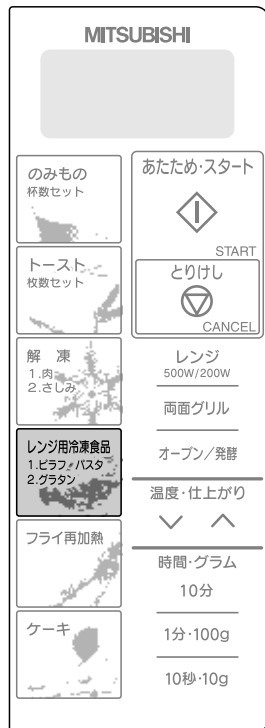 MITSUBISHI
のみもの
杯数セット
トースト
枚数セット
解 凍
1.肉
2.さしみ
レンジ用冷凍食品
1.ピラフ・パスタ
2.グラタン
フライ再加熱
ケーキ
あたため・スタート
START
とりけし
CANCEL
レンジ
500W/200W
両面グリル
オーブン/発酵
温度・仕上がり
時間・グラム
10分
1分・100g
10秒・10g